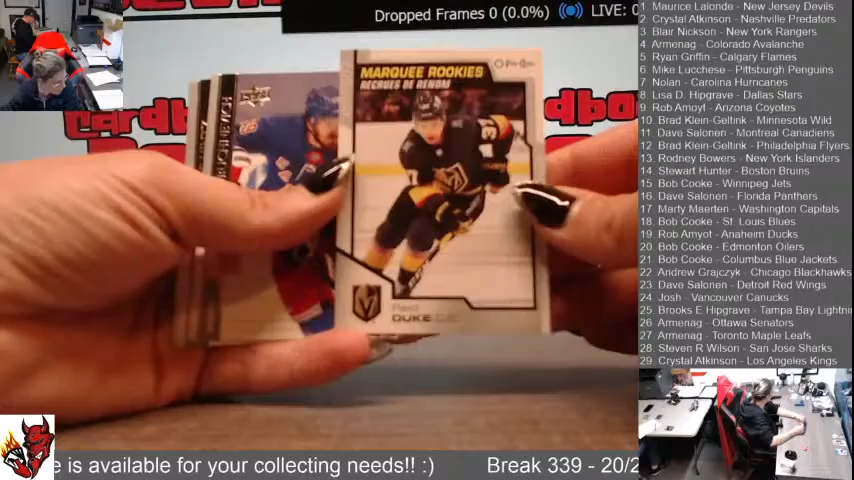 Dropped Frames 0 (0.0%) LIVE: 0
1 Maurice Lalonde - New Jersey Devils
2 Crystal Atkinson - Nashville Predators
3 Blair Nickson - New York Rangers
4 Armenag - Colorado Avalanche
5 Ryan Griffin - Calgary Flames
6 Mike Lucchese - Pittsburgh Penguins
7 Nolan - Carolina Hurricanes
8 Lisa D. Hipgrave - Dallas Stars
9 Rob Amoyt - Arizona Coyotes
10. Brad Klein-Geltink - Minnesota Wild
11 Dave Salonen - Montreal Canadiens
12 Brad Klein-Geltink - Philadelphia Flyers
13 Rodney Bowers - New York Islanders
14 Stewart Hunter - Boston Bruins
15 Bob Cooke - Winnipeg Jets
16 Dave Salonen - Florida Panthers
17 Marty Maerten - Washington Capitals
18 Bob Cooke - St. Louis Blues
19 Rob Amyot - Anaheim Ducks
20 Bob Cooke - Edmonton Oilers
21 Bob Cooke - Columbus Blue Jackets
22 Andrew Grajczyk - Chicago Blackhawks
23 Dave Salonen - Detroit Red Wings
24 Josh - Vancouver Canucks
25 Brooks E Hipgrave - Tampa Bay Lightnin
26 Armenag - Ottawa Senators
27 Armenag - Toronto Maple Leafs
28 Steven R Wilson - San Jose Sharks
29 Crystal Atkinson - Los Angeles Kings
O-Pee-Chee
MARQUEE ROOKIES
RECRUES DE RENOM
Reid
DUKE
e is available for your collecting needs!! :) Break 339 - 20/2